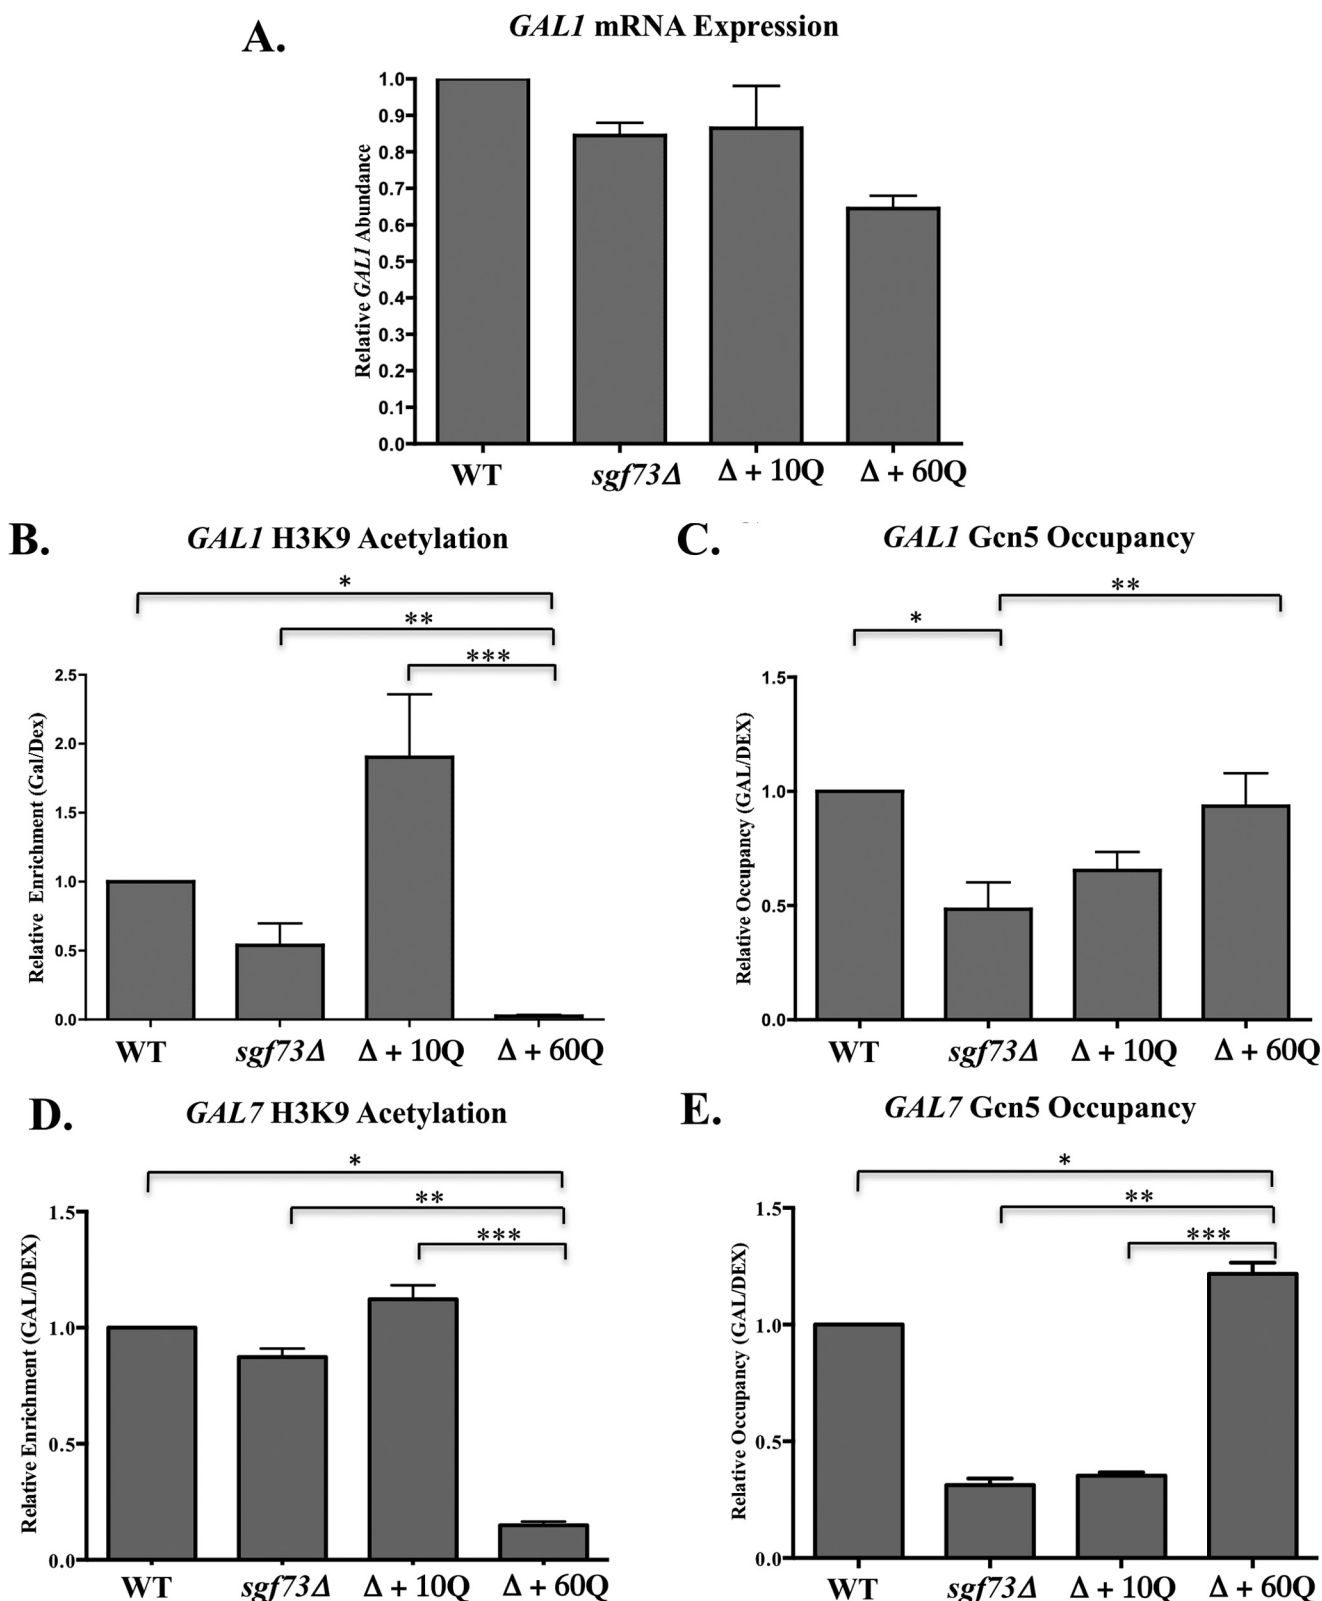 A.
GAL1 mRNA Expression
Relative GAL1 Abundance
1.0
0.9
0.8
0.7
0.6
0.5
0.4
0.3
0.2
0.1
0.0
WT sgf73Δ Δ + 10Q Δ + 60Q
B.
GAL1 H3K9 Acetylation
*
**
***
Relative Enrichment (Gal/Dex)
2.5
2.0
1.5
1.0
0.5
0.0
WT sgf73Δ Δ + 10Q Δ + 60Q
C.
GAL1 Gcn5 Occupancy
**
*
Relative Occupancy (GAL/DEX)
1.5
1.0
0.5
0.0
WT sgf73Δ Δ + 10Q Δ + 60Q
D.
GAL7 H3K9 Acetylation
*
**
***
Relative Enrichment (GAL/DEX)
1.5
1.0
0.5
0.0
WT sgf73Δ Δ + 10Q Δ + 60Q
E.
GAL7 Gcn5 Occupancy
*
**
***
Relative Occupancy (GAL/DEX)
1.5
1.0
0.5
0.0
WT sgf73Δ Δ + 10Q Δ + 60Q